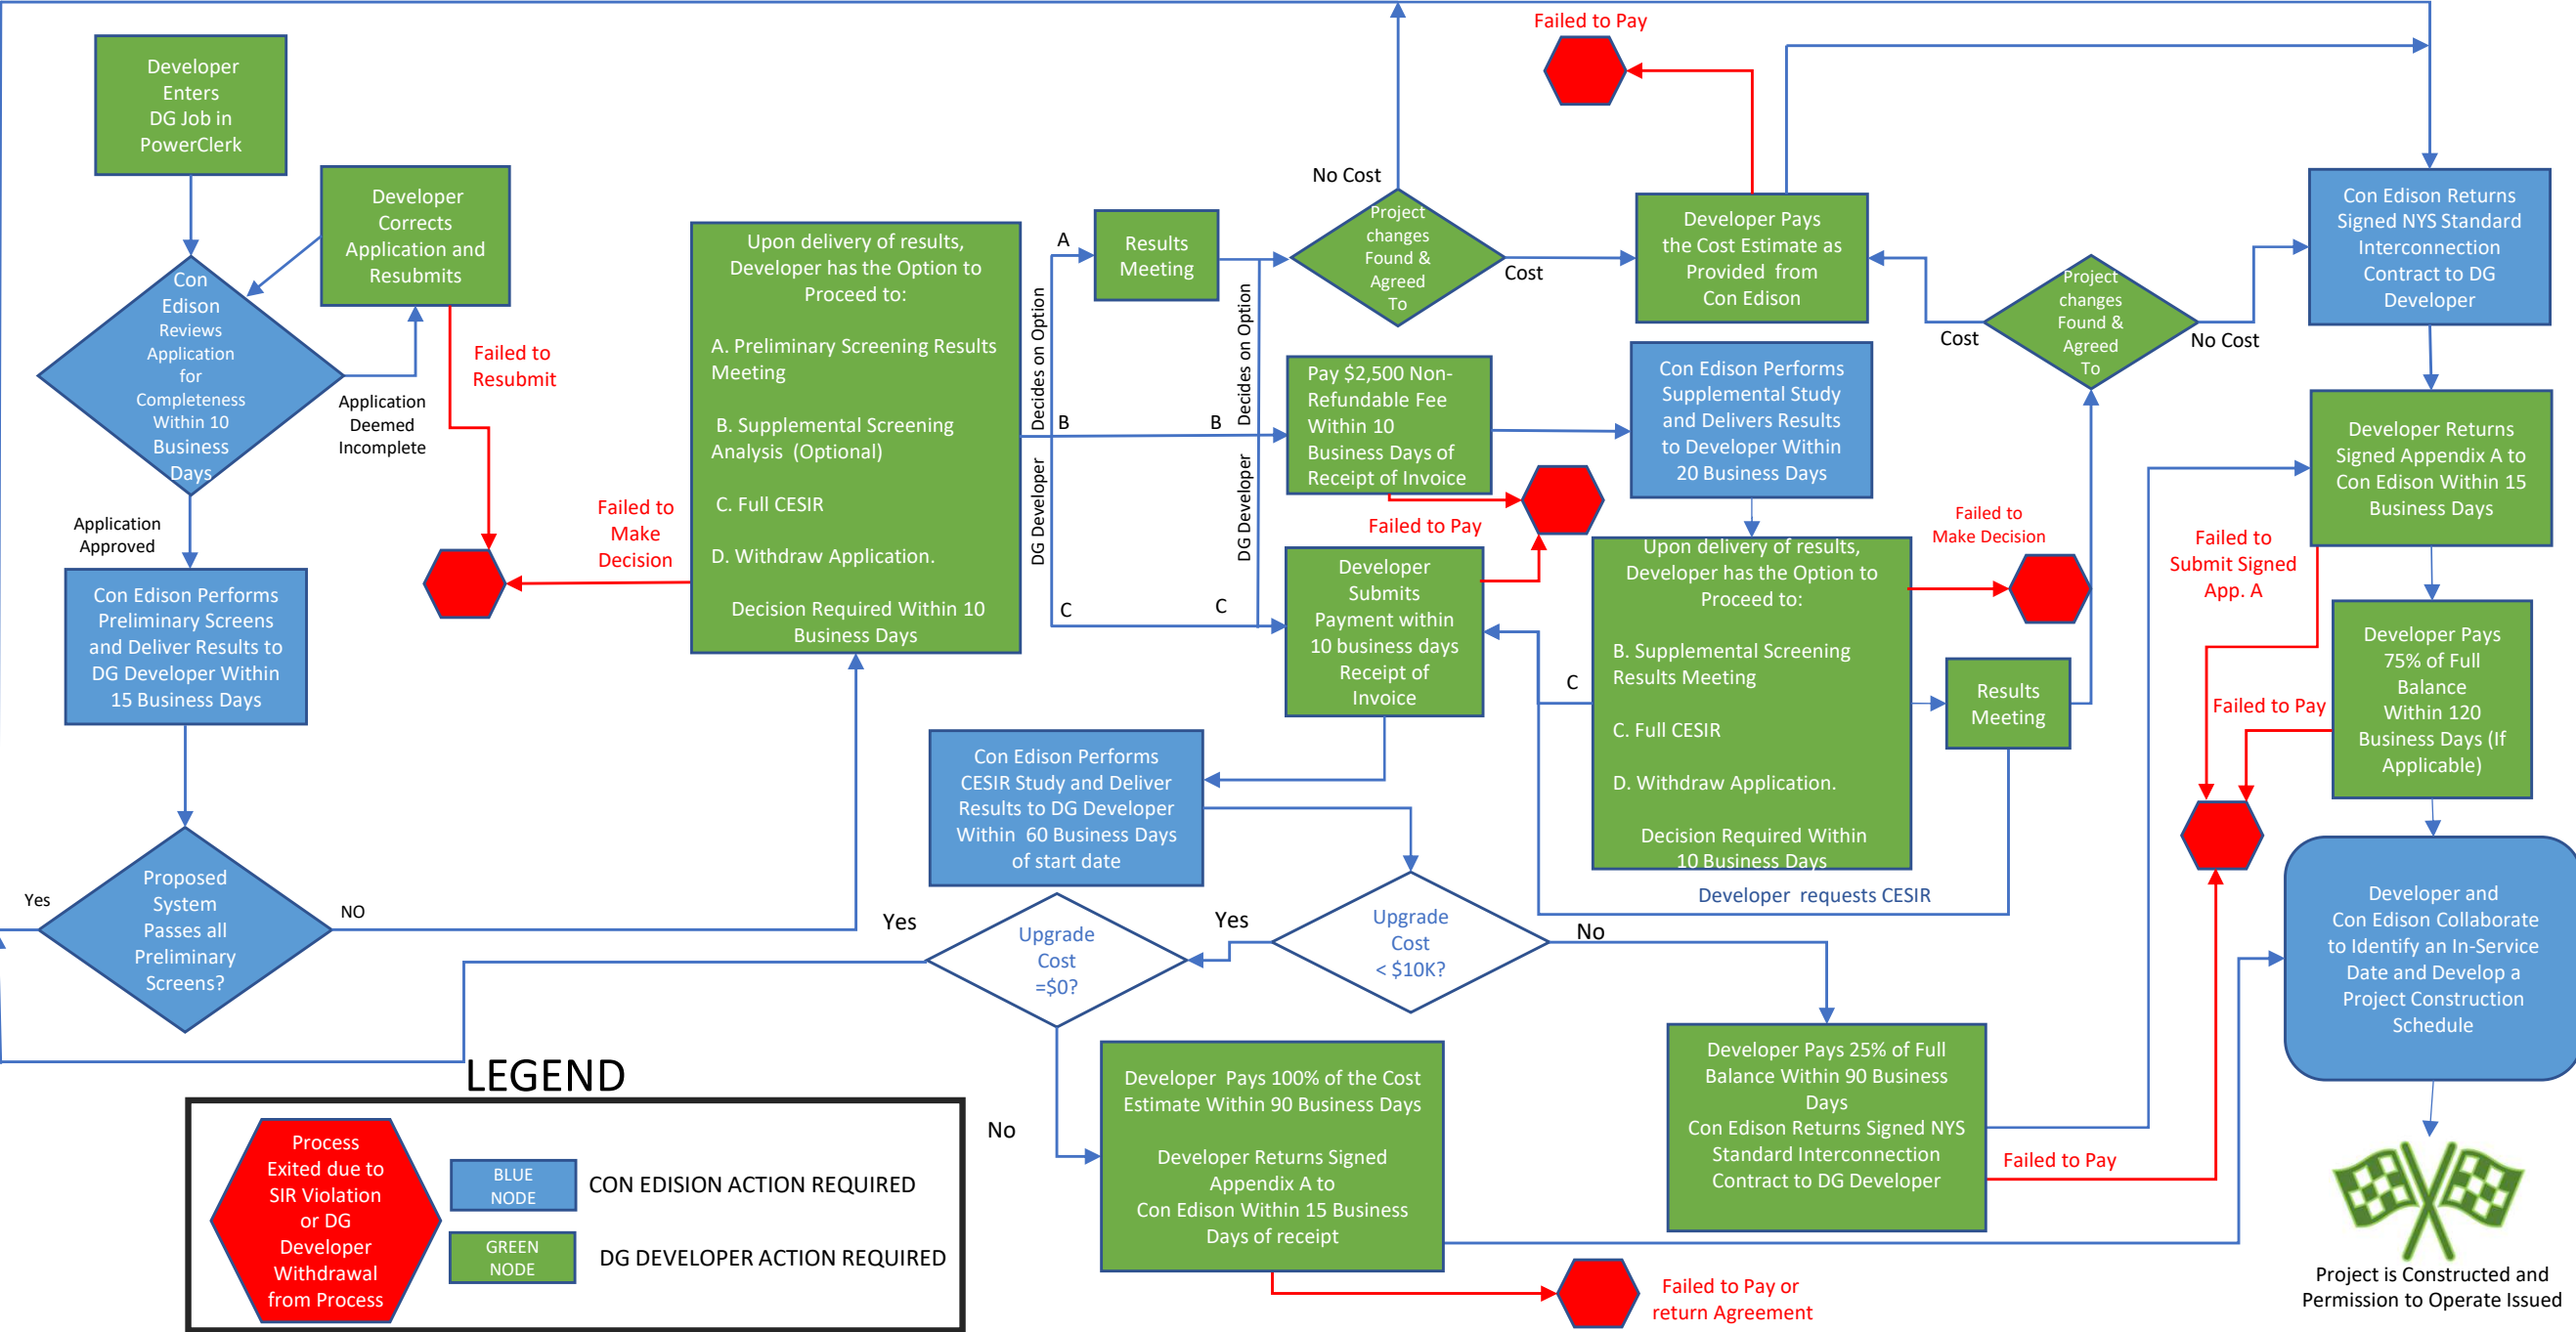 Developer
Enters
DG Job in
PowerClerk
Developer
Corrects
Application and
Resubmits
Con
Edison
Reviews
Application
for
Completeness
Within 10
Business
Days
Failed to
Resubmit
Application
Deemed
Incomplete
Application
Approved
Con Edison Performs
Preliminary Screens
and Deliver Results to
DG Developer Within
15 Business Days
Yes
Proposed
System
Passes all
Preliminary
Screens?
NO
Failed to
Make
Decision
Upon delivery of results,
Developer has the Option to
Proceed to:
A. Preliminary Screening Results
Meeting
B. Supplemental Screening
Analysis (Optional)
C. Full CESIR
D. Withdraw Application.
Decision Required Within 10
Business Days
A
B
C
DG Developer Decides on Option
Results
Meeting
B
C
DG Developer Decides on Option
No Cost
Project
changes
Found &
Agreed
To
Cost
Failed to Pay
Developer Pays
the Cost Estimate as
Provided from
Con Edison
Pay $2,500 Non-
Refundable Fee
Within 10
Business Days of
Receipt of Invoice
Failed to Pay
Con Edison Performs
Supplemental Study
and Delivers Results
to Developer Within
20 Business Days
Developer
Submits
Payment within
10 business days
Receipt of
Invoice
C
Upon delivery of results,
Developer has the Option to
Proceed to:
B. Supplemental Screening
Results Meeting
C. Full CESIR
D. Withdraw Application.
Decision Required Within
10 Business Days
Failed to
Make Decision
Results
Meeting
Developer requests CESIR
Cost
Project
changes
Found &
Agreed
To
No Cost
Con Edison Returns
Signed NYS Standard
Interconnection
Contract to DG
Developer
Developer Returns
Signed Appendix A to
Con Edison Within 15
Business Days
Failed to
Submit Signed
App. A
Developer Pays
75% of Full
Balance
Within 120
Business Days (If
Applicable)
Failed to Pay
Developer and
Con Edison Collaborate
to Identify an In-Service
Date and Develop a
Project Construction
Schedule
Con Edison Performs
CESIR Study and Deliver
Results to DG Developer
Within 60 Business Days
of start date
Yes
Upgrade
Cost
=$0?
Yes
Upgrade
Cost
< $10K?
No
No
Developer Pays 100% of the Cost
Estimate Within 90 Business Days
Developer Returns Signed
Appendix A to
Con Edison Within 15 Business
Days of receipt
Failed to Pay or
return Agreement
Developer Pays 25% of Full
Balance Within 90 Business
Days
Con Edison Returns Signed NYS
Standard Interconnection
Contract to DG Developer
Failed to Pay
Project is Constructed and
Permission to Operate Issued
LEGEND
Process
Exited due to
SIR Violation
or DG
Developer
Withdrawal
from Process
BLUE
NODE
CON EDISION ACTION REQUIRED
GREEN
NODE
DG DEVELOPER ACTION REQUIRED